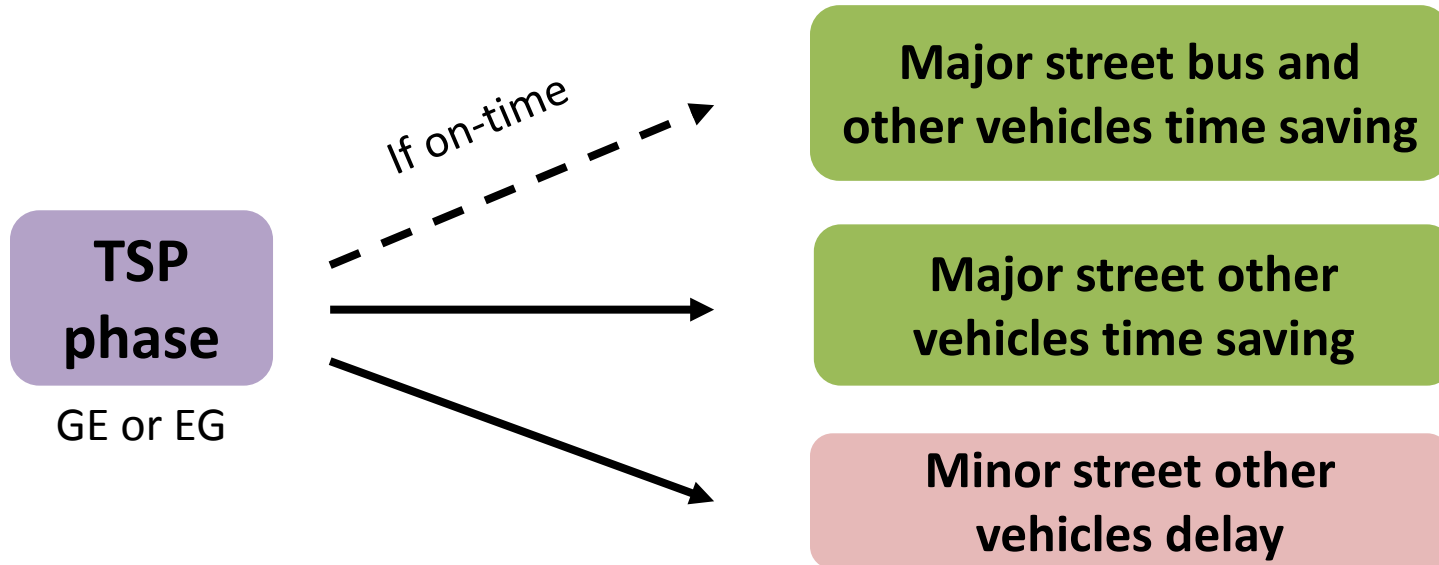 TSP
phase
GE or EG
If on-time
Major street bus and
other vehicles time saving
Major street other
vehicles time saving
Minor street other
vehicles delay